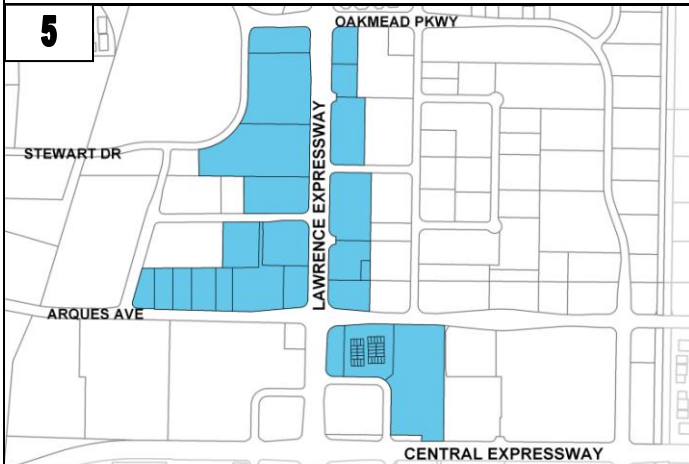 5
OAKMEAD PKWY
LAWRENCE EXPRESSWAY
STEWART DR
ARQUES AVE
CENTRAL EXPRESSWAY